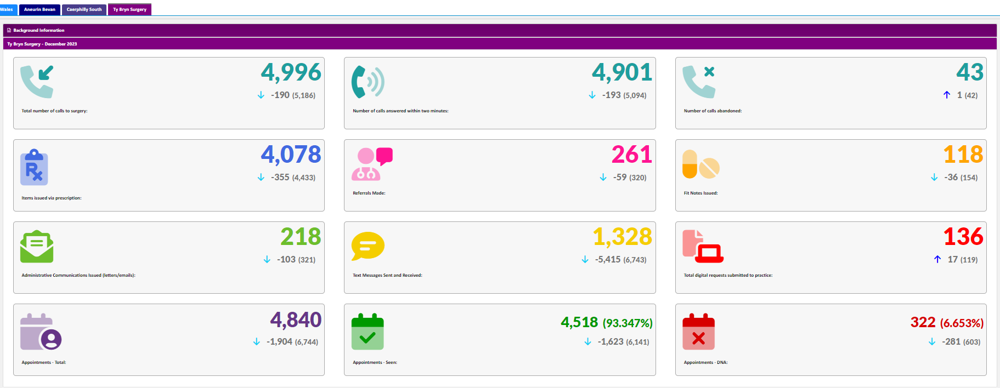 Wales Aneurin Bevan Caerphilly South Ty Bryn Surgery
Background Information
Ty Bryn Surgery - December 2023
4,996
-190 (5,186)
Total number of calls to surgery:
4,901
-193 (5,094)
Number of calls answered within two minutes:
43
1 (42)
Number of calls abandoned:
Rx
4,078
-355 (4,433)
Items issued via prescription:
261
-59 (320)
Referrals Made:
118
-36 (154)
Fit Notes Issued:
218
-103 (321)
Administrative Communications Issued (letters/emails):
1,328
-5,415 (6,743)
Text Messages Sent and Received:
136
17 (119)
Total digital requests submitted to practice:
4,840
-1,904 (6,744)
Appointments - Total:
4,518 (93.347%)
-1,623 (6,141)
Appointments - Seen:
322 (6.653%)
-281 (603)
Appointments - DNA: